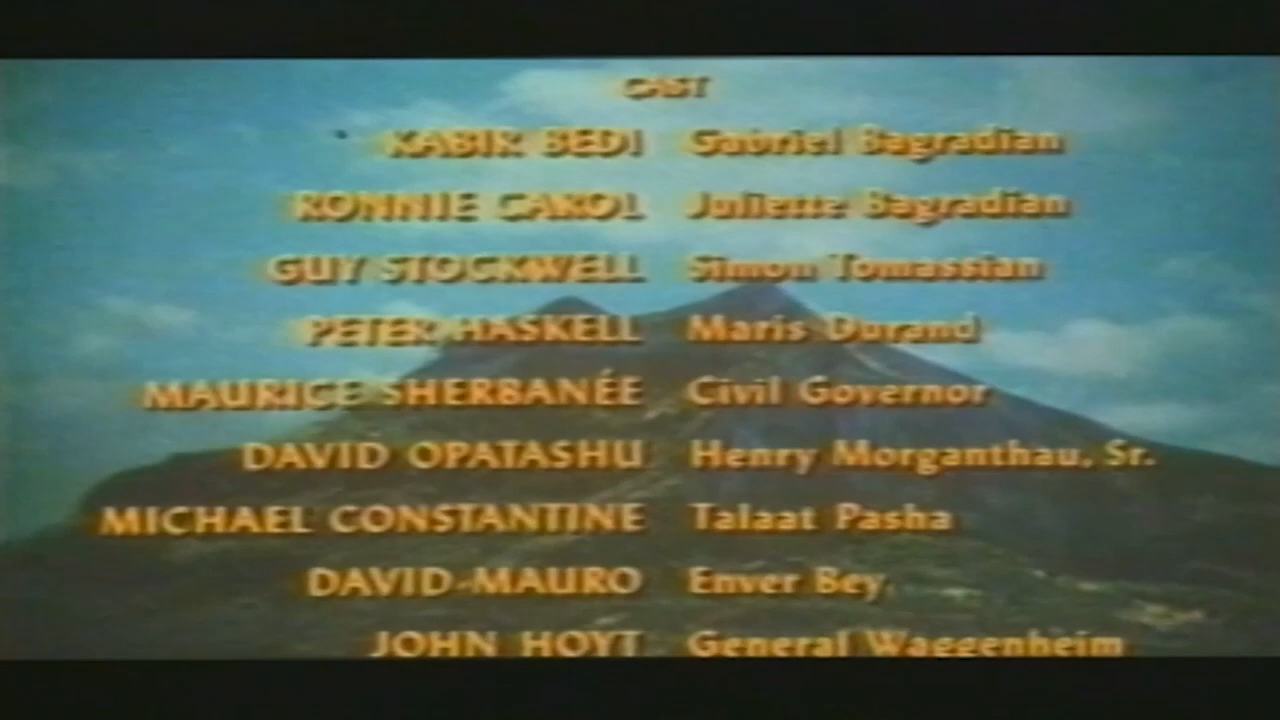 CAST
KABIR BEDI Gabriel Bagradian
RONNIE CAROL Juliette Bagradian
GUY STOCKWELL Simon Tomassian
PETER HASKELL Maris Durand
MAURICE SHERBANÉE Civil Governor
DAVID OPATASHU Henry Morganthau, Sr.
MICHAEL CONSTANTINE Talaat Pasha
DAVID-MAURO Enver Bey
JOHN HOYT General Waggenheim